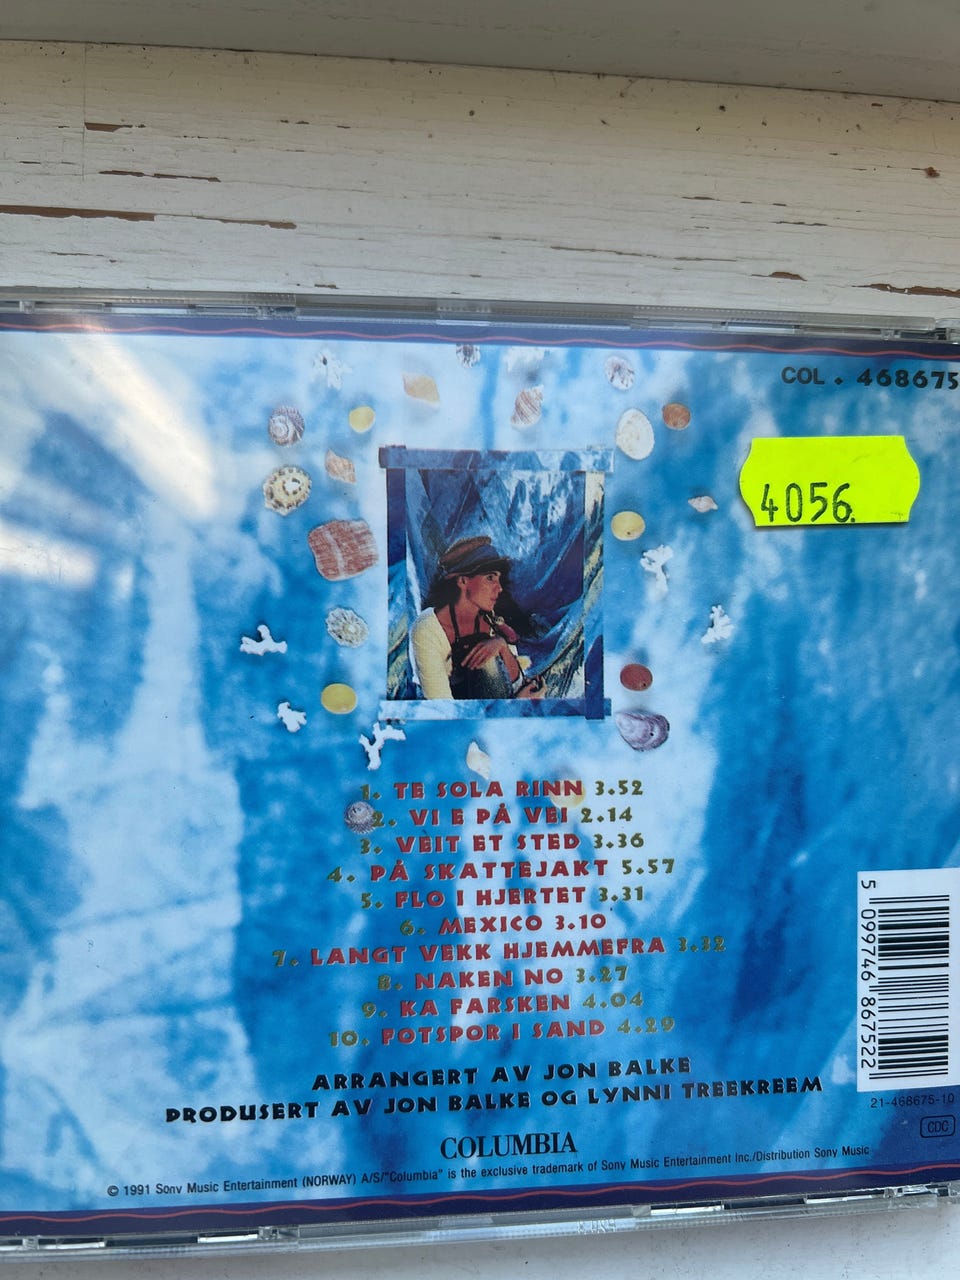 COL . 468675
4056.
1. TE SOLA RINN 3.52
2. VI E PÅ VEI 2.14
3. VEIT ET STED 3.36
4. PÅ SKATTEJAKT 5.57
5. FLO I HJERTET 3.31
6. MEXICO 3.10
7. LANGT VEKK HJEMMEFRA 3.32
8. NAKEN NO 3.27
9. KA FARSKEN 4.04
10. FOTSPOR I SAND 4.29
ARRANGERT AV JON BALKE
PRODUSERT AV JON BALKE OG LYNNI TREEKREEM
COLUMBIA
© 1991 Sony Music Entertainment (NORWAY) A/S/"Columbia" is the exclusive trademark of Sony Music Entertainment Inc./Distribution Sony Music
5 099746 867522
21-468675-10
CDC